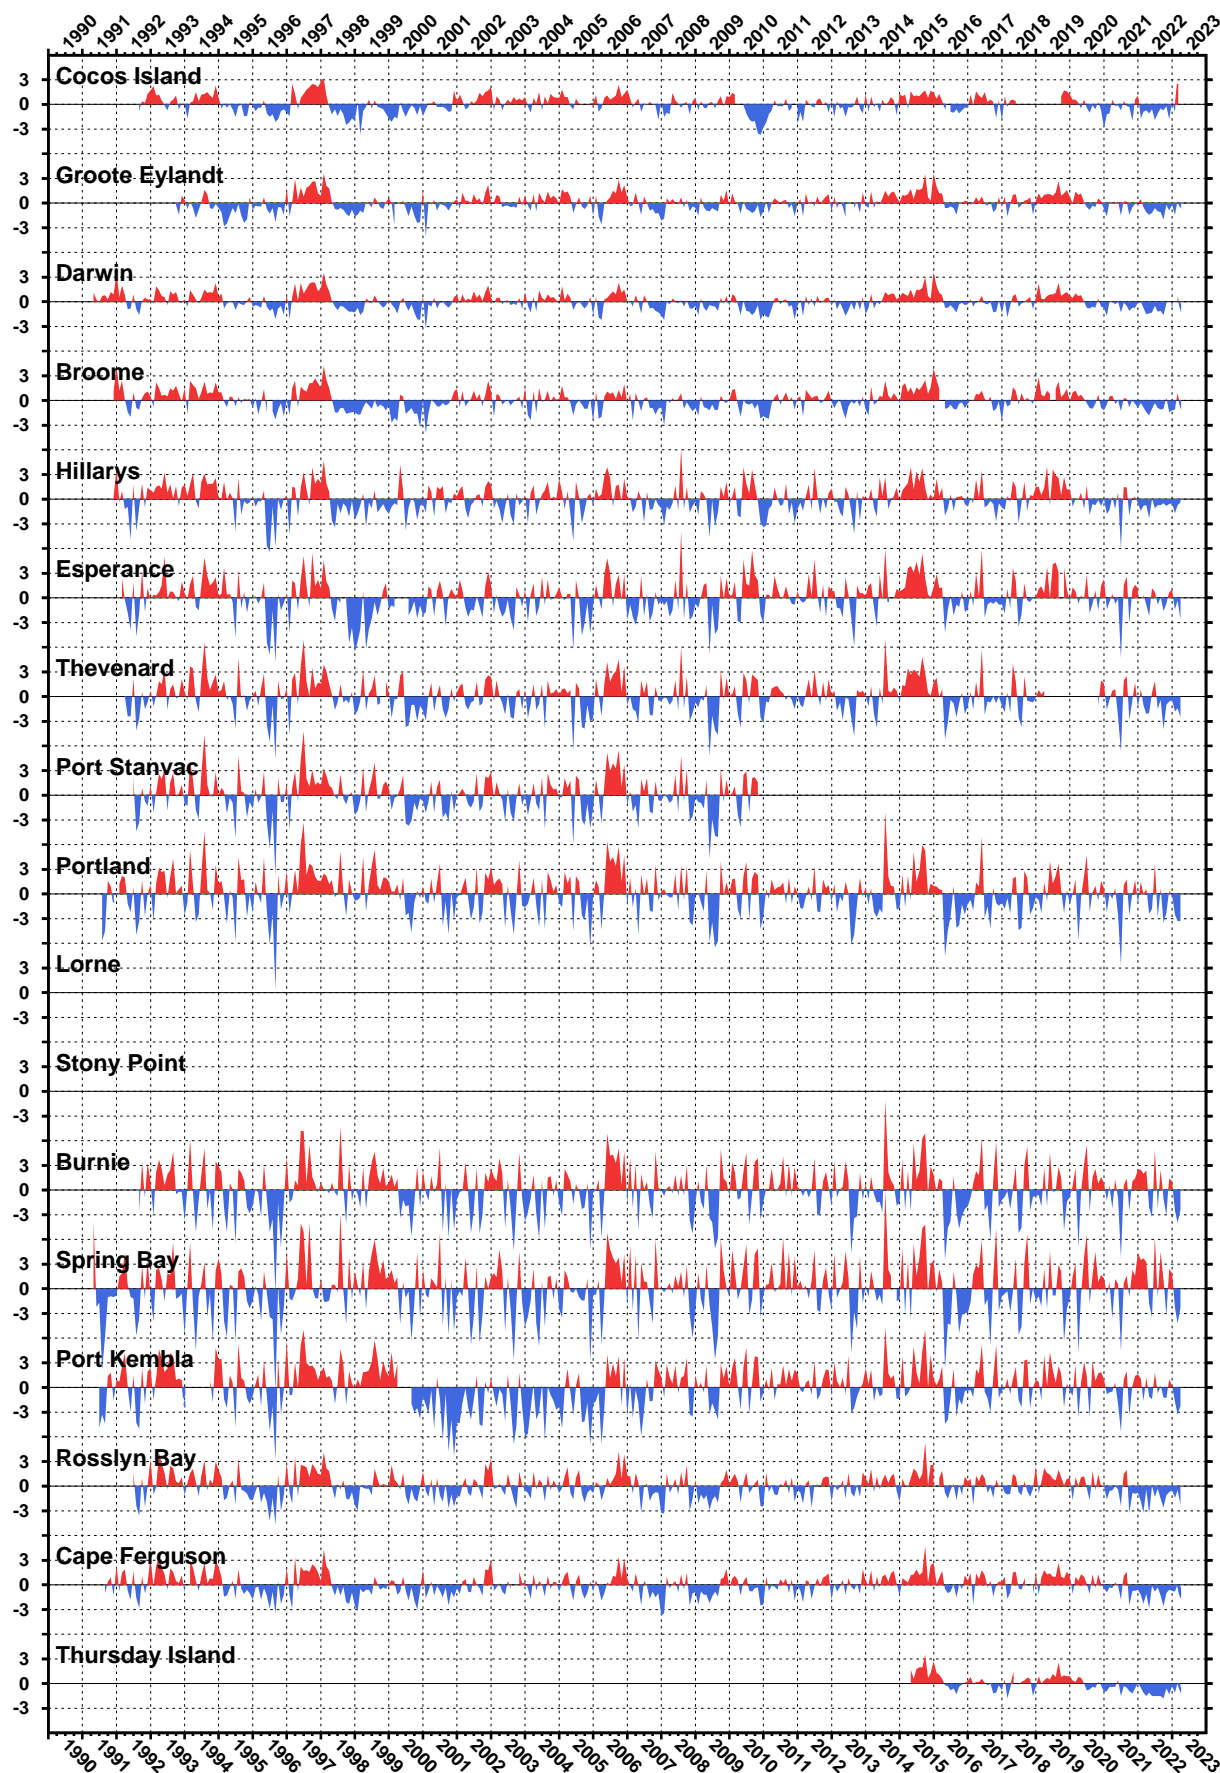 1990 1991 1992 1993 1994 1995 1996 1997 1998 1999 2000 2001 2002 2003 2004 2005 2006 2007 2008 2009 2010 2011 2012 2013 2014 2015 2016 2017 2018 2019 2020 2021 2022 2023
3 Cocos Island
0
-3
3 Groote Eylandt
0
-3
3 Darwin
0
-3
3 Broome
0
-3
3 Hillarys
0
-3
3 Esperance
0
-3
3 Thevenard
0
-3
3 Port Stanvac
0
-3
3 Portland
0
-3
3 Lorne
0
-3
3 Stony Point
0
-3
3 Burnie
0
-3
3 Spring Bay
0
-3
3 Port Kembla
0
-3
3 Rosslyn Bay
0
-3
3 Cape Ferguson
0
-3
3 Thursday Island
0
-3
1990 1991 1992 1993 1994 1995 1996 1997 1998 1999 2000 2001 2002 2003 2004 2005 2006 2007 2008 2009 2010 2011 2012 2013 2014 2015 2016 2017 2018 2019 2020 2021 2022 2023